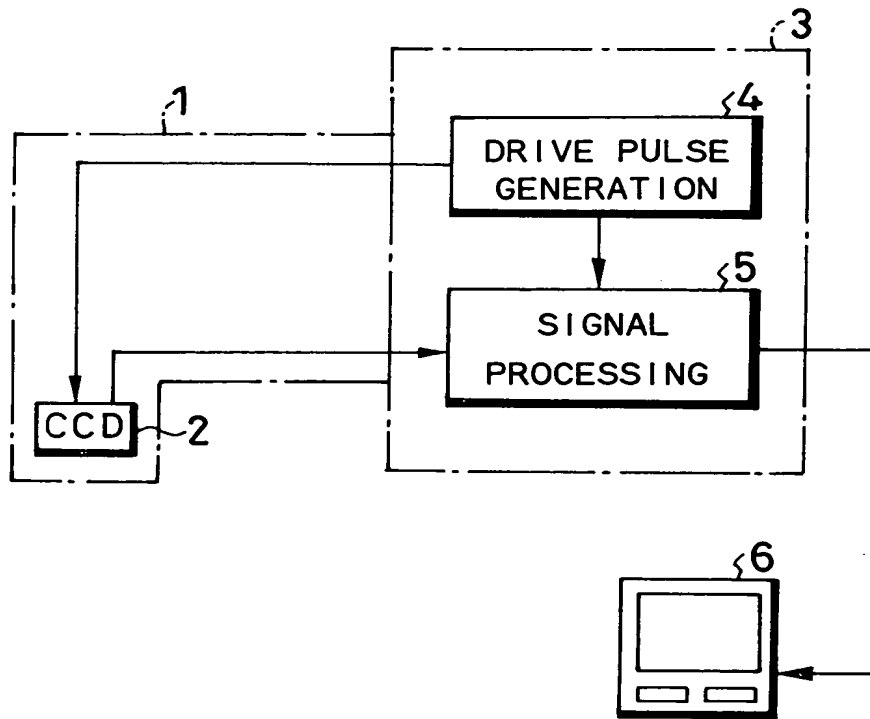 3
1
4
DRIVE PULSE
GENERATION
5
SIGNAL
PROCESSING
CCD
2
6